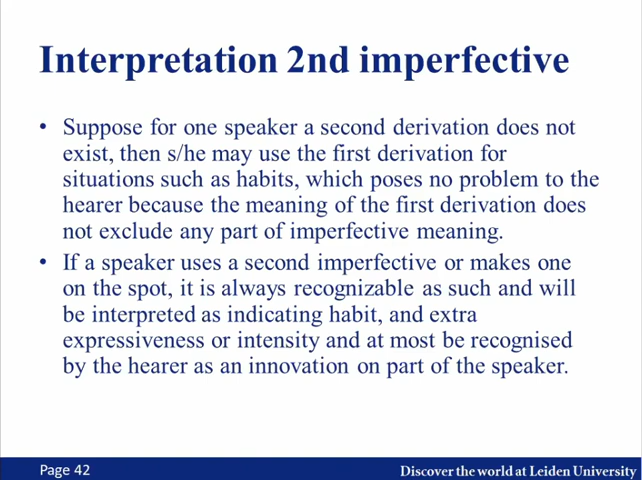 Interpretation 2nd imperfective
• Suppose for one speaker a second derivation does not
exist, then s/he may use the first derivation for
situations such as habits, which poses no problem to the
hearer because the meaning of the first derivation does
not exclude any part of imperfective meaning.
• If a speaker uses a second imperfective or makes one
on the spot, it is always recognizable as such and will
be interpreted as indicating habit, and extra
expressiveness or intensity and at most be recognised
by the hearer as an innovation on part of the speaker.
Page 42
Discover the world at Leiden University